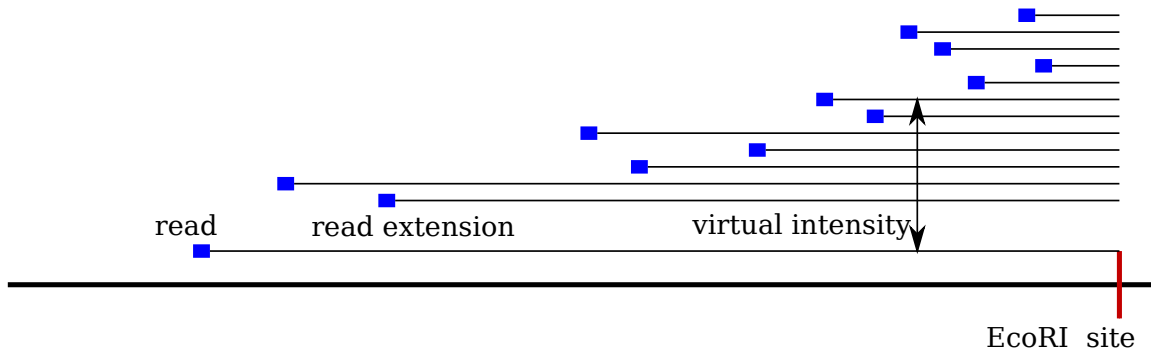 read
read extension
virtual intensity
EcoRI site